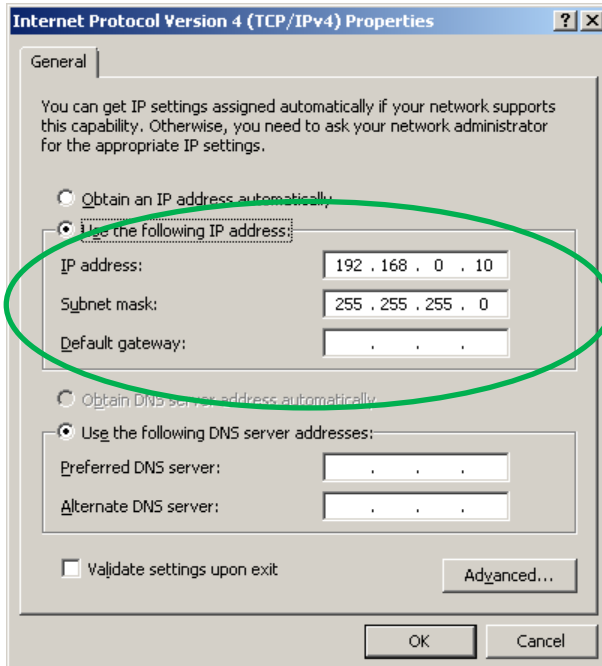 Internet Protocol Version 4 (TCP/IPv4) Properties
General
You can get IP settings assigned automatically if your network supports
this capability. Otherwise, you need to ask your network administrator
for the appropriate IP settings.
Obtain an IP address automatically
Use the following IP address:
IP address: 192 . 168 . 0 . 10
Subnet mask: 255 . 255 . 255 . 0
Default gateway: . . .
Obtain DNS server address automatically
Use the following DNS server addresses:
Preferred DNS server: . . .
Alternate DNS server: . . .
Validate settings upon exit
Advanced...
OK Cancel